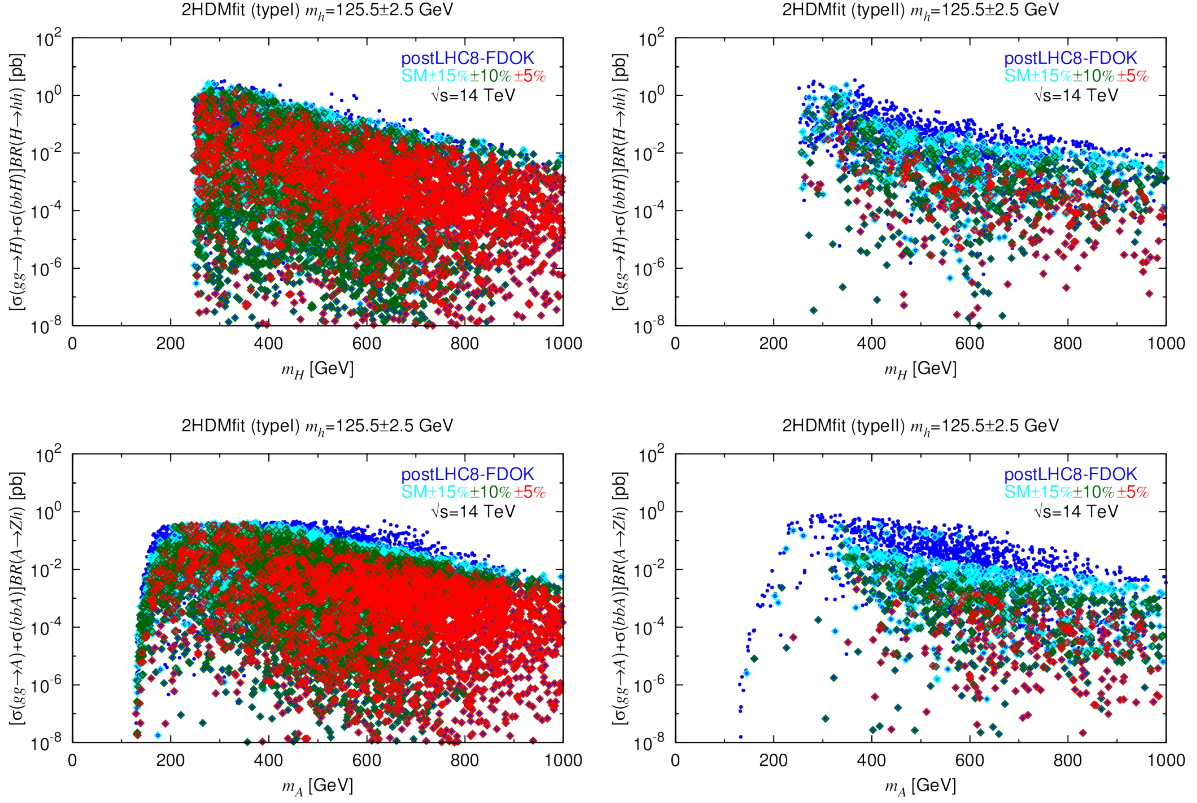 2HDMfit (typeI) m_h=125.5±2.5 GeV
[σ(gg→H)+σ(bbH)]BR(H→hh) [pb]
10^2
10^0
10^-2
10^-4
10^-6
10^-8
postLHC8-FDOK
SM±15%±10%±5%
√s=14 TeV
0 200 400 600 800 1000
m_H [GeV]
2HDMfit (typeII) m_h=125.5±2.5 GeV
[σ(gg→H)+σ(bbH)]BR(H→hh) [pb]
10^2
10^0
10^-2
10^-4
10^-6
10^-8
postLHC8-FDOK
SM±15%±10%±5%
√s=14 TeV
0 200 400 600 800 1000
m_H [GeV]
2HDMfit (typeI) m_h=125.5±2.5 GeV
[σ(gg→A)+σ(bbA)]BR(A→Zh) [pb]
10^2
10^0
10^-2
10^-4
10^-6
10^-8
postLHC8-FDOK
SM±15%±10%±5%
√s=14 TeV
0 200 400 600 800 1000
m_A [GeV]
2HDMfit (typeII) m_h=125.5±2.5 GeV
[σ(gg→A)+σ(bbA)]BR(A→Zh) [pb]
10^2
10^0
10^-2
10^-4
10^-6
10^-8
postLHC8-FDOK
SM±15%±10%±5%
√s=14 TeV
0 200 400 600 800 1000
m_A [GeV]